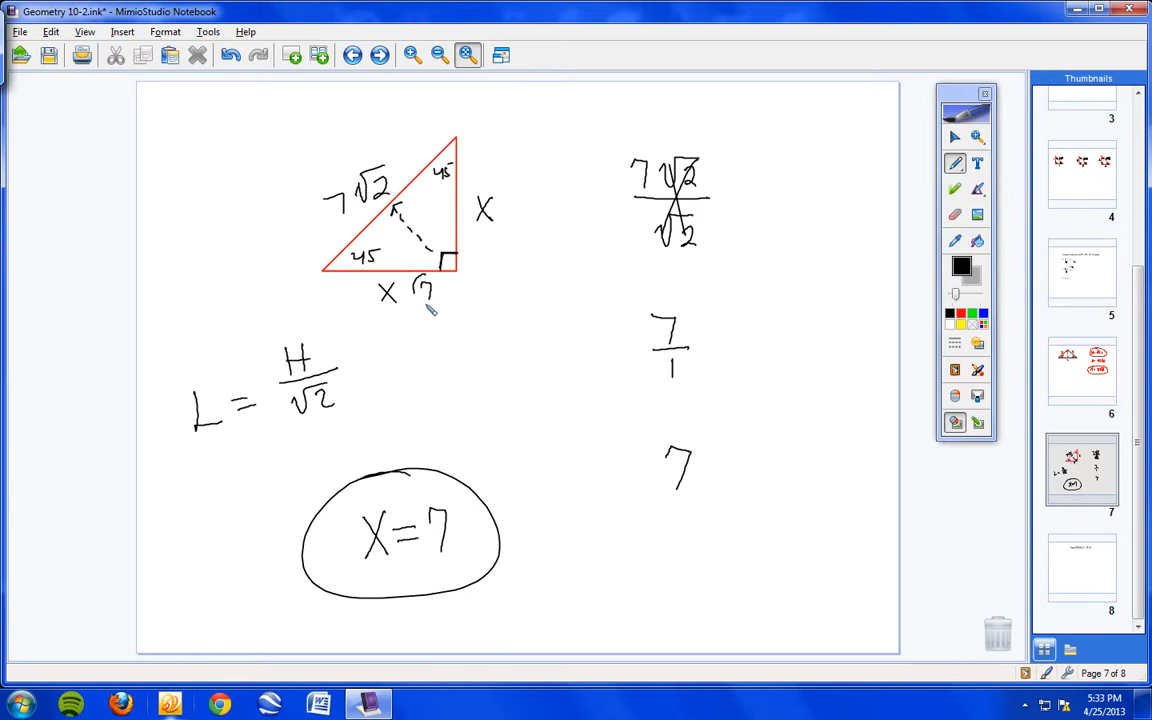 Geometry 10-2.ink* - MimioStudio Notebook
File Edit View Insert Format Tools Help
Thumbnails
7√2
45
X
45
X
L = H/√2
X=7
7√2
√2
7
1
7
3
4
5
6
7
8
Page 7 of 8
5:33 PM
4/25/2013